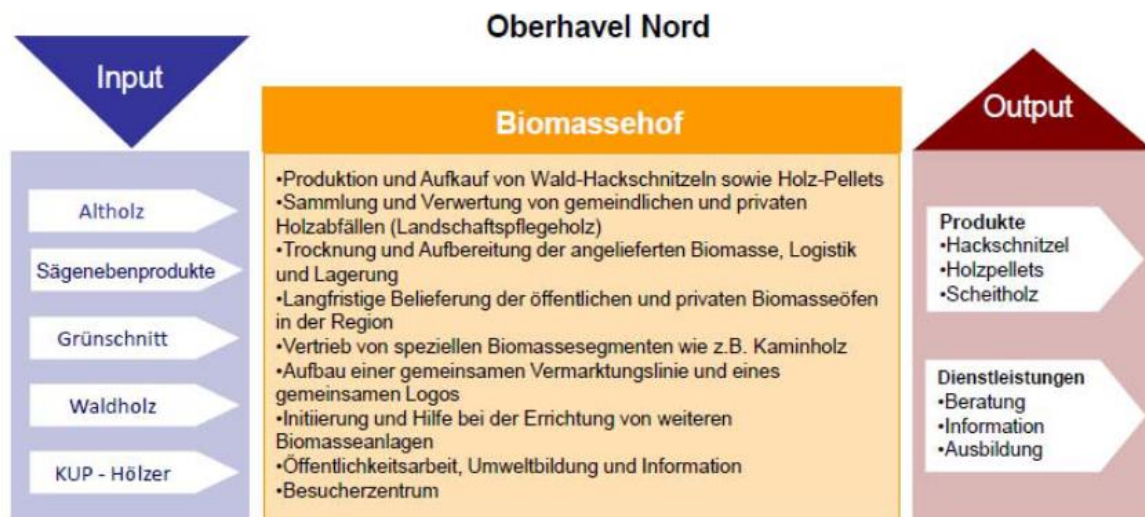 Oberhavel Nord
Input
Altholz
Sägenebenprodukte
Grünschnitt
Waldholz
KUP - Hölzer
Biomassehof
•Produktion und Aufkauf von Wald-Hackschnitzeln sowie Holz-Pellets
•Sammlung und Verwertung von gemeindlichen und privaten
Holzabfällen (Landschaftspflegeholz)
•Trocknung und Aufbereitung der angelieferten Biomasse, Logistik
und Lagerung
•Langfristige Belieferung der öffentlichen und privaten Biomasseöfen
in der Region
•Vertrieb von speziellen Biomassesegmenten wie z.B. Kaminholz
•Aufbau einer gemeinsamen Vermarktungslinie und eines
gemeinsamen Logos
•Initiierung und Hilfe bei der Errichtung von weiteren
Biomasseanlagen
•Öffentlichkeitsarbeit, Umweltbildung und Information
•Besucherzentrum
Output
Produkte
•Hackschnitzel
•Holzpellets
•Scheitholz
Dienstleistungen
•Beratung
•Information
•Ausbildung